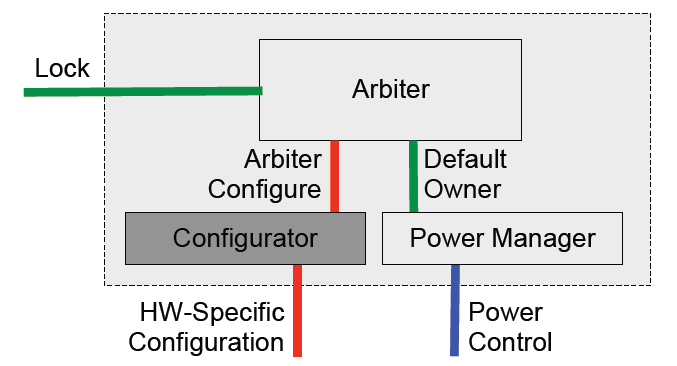 Lock
Arbiter
Arbiter
Configure
Default
Owner
Configurator
Power Manager
HW-Specific
Configuration
Power
Control